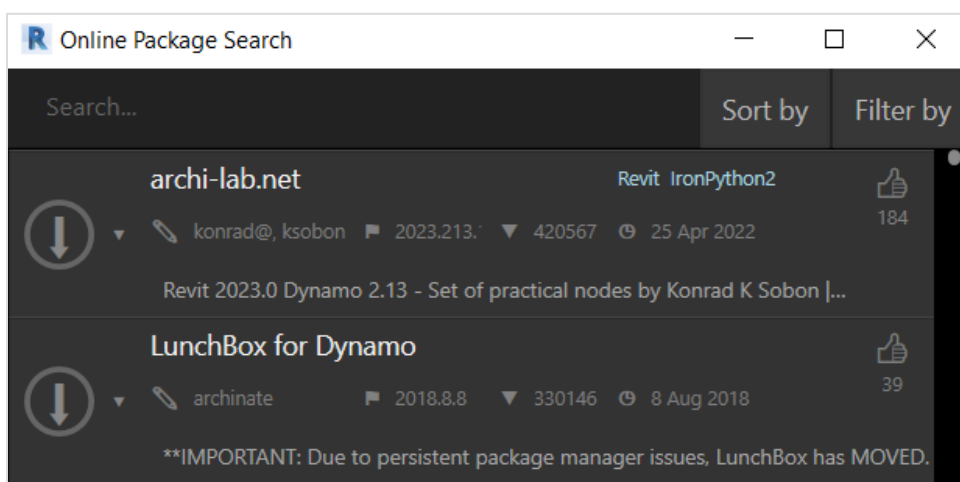 Online Package Search
Search...
Sort by
Filter by
archi-lab.net
Revit IronPython2
184
konrad@, ksobon 2023.213. 420567 25 Apr 2022
Revit 2023.0 Dynamo 2.13 - Set of practical nodes by Konrad K Sobon |...
LunchBox for Dynamo
39
archinate 2018.8.8 330146 8 Aug 2018
**IMPORTANT: Due to persistent package manager issues, LunchBox has MOVED.